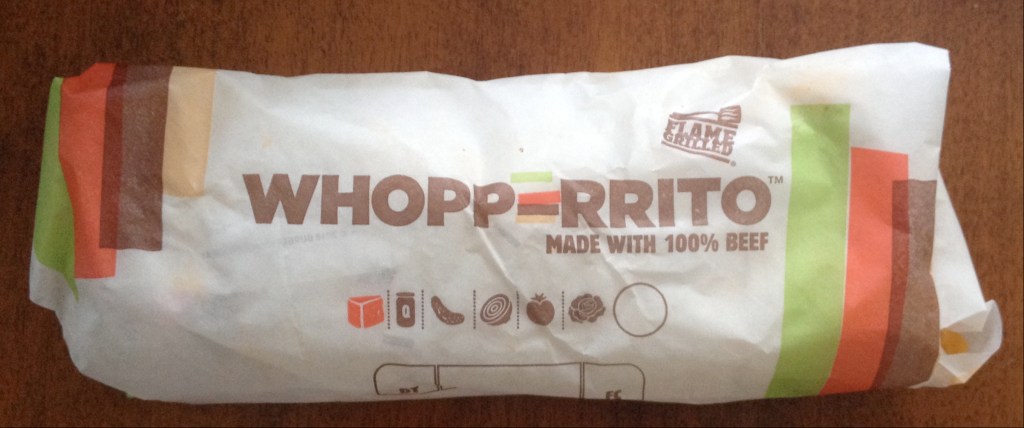 FLAME
GRILLED®
WHOPPERRITO™
MADE WITH 100% BEEF
Q